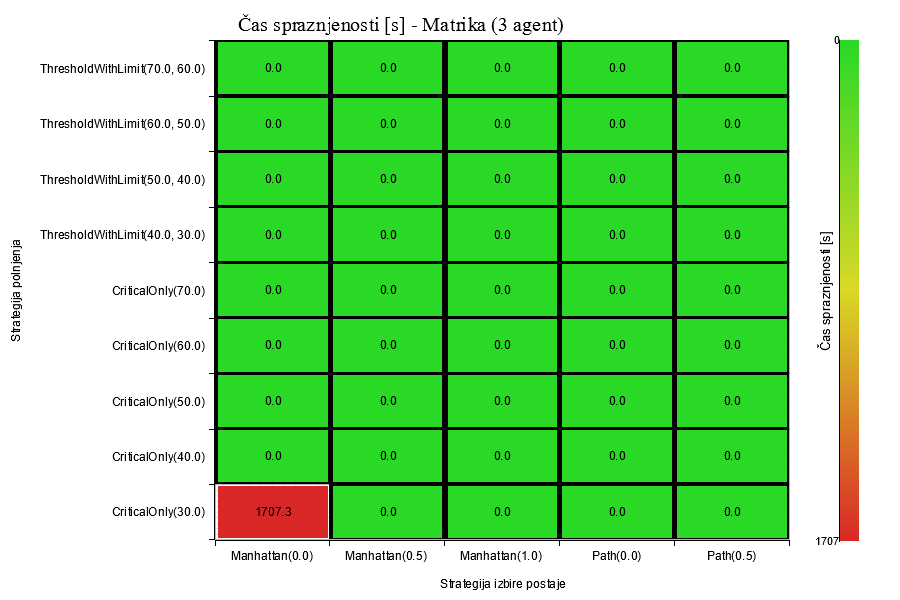 Čas spraznjenosti [s] - Matrika (3 agent)
Strategija polnjenja
ThresholdWithLimit(70.0, 60.0) 0.0 0.0 0.0 0.0 0.0
ThresholdWithLimit(60.0, 50.0) 0.0 0.0 0.0 0.0 0.0
ThresholdWithLimit(50.0, 40.0) 0.0 0.0 0.0 0.0 0.0
ThresholdWithLimit(40.0, 30.0) 0.0 0.0 0.0 0.0 0.0
CriticalOnly(70.0) 0.0 0.0 0.0 0.0 0.0
CriticalOnly(60.0) 0.0 0.0 0.0 0.0 0.0
CriticalOnly(50.0) 0.0 0.0 0.0 0.0 0.0
CriticalOnly(40.0) 0.0 0.0 0.0 0.0 0.0
CriticalOnly(30.0) 1707.3 0.0 0.0 0.0 0.0
Manhattan(0.0) Manhattan(0.5) Manhattan(1.0) Path(0.0) Path(0.5)
Strategija izbire postaje
0
Čas spraznjenosti [s]
1707